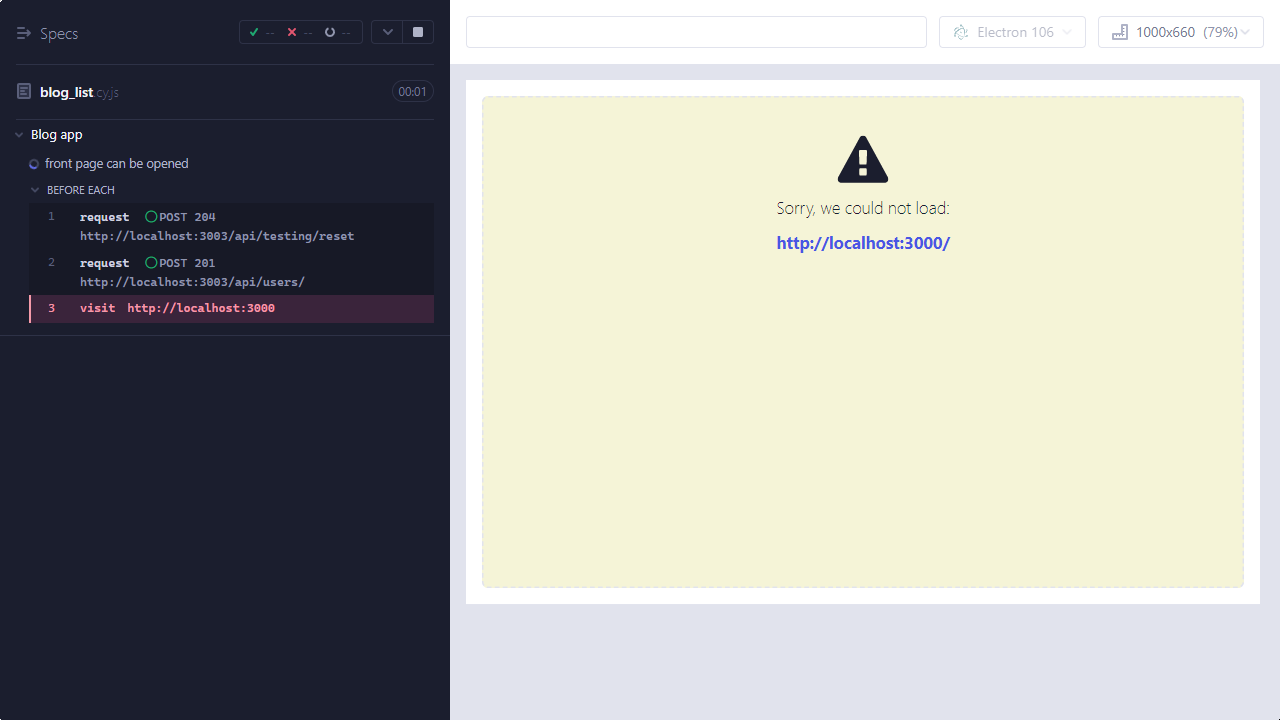 Specs
-- -- --
blog_list.cy.js 00:01
Blog app
front page can be opened
BEFORE EACH
1 request POST 204
http://localhost:3003/api/testing/reset
2 request POST 201
http://localhost:3003/api/users/
3 visit http://localhost:3000
Electron 106
1000x660 (79%)
Sorry, we could not load:
http://localhost:3000/